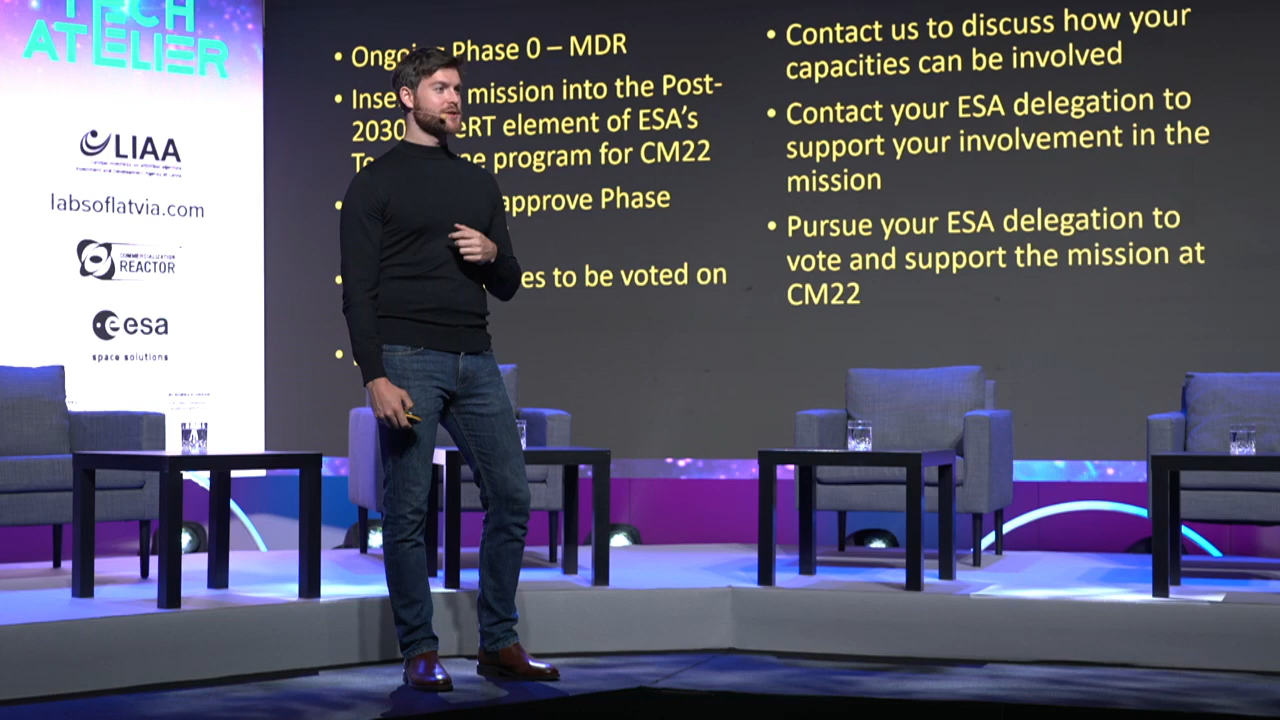 TECH
ATELIER
LIAA
labsoflatvia.com
COMMERCIALIZATION
REACTOR
esa
space solutions
• Phase 0 – MDR
• mission into the Post-
element of ESA's
program for CM22
• approve Phase
• to be voted on
•
• Contact us to discuss how your
capacities can be involved
• Contact your ESA delegation to
support your involvement in the
mission
• Pursue your ESA delegation to
vote and support the mission at
CM22